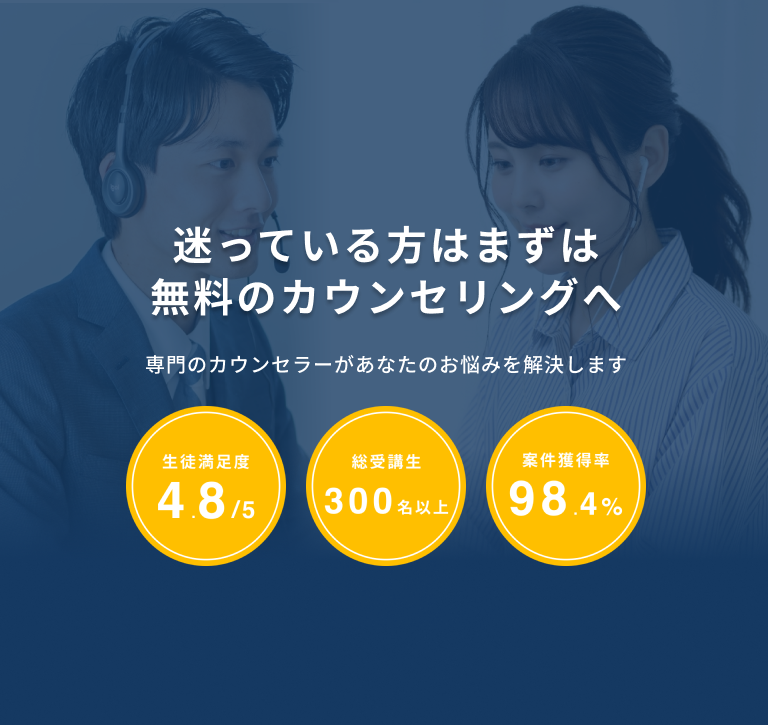 迷っている方はまずは
無料のカウンセリングへ
専門のカウンセラーがあなたのお悩みを解決します
生徒満足度
4.8/5
総受講生
300名以上
案件獲得率
98.4%